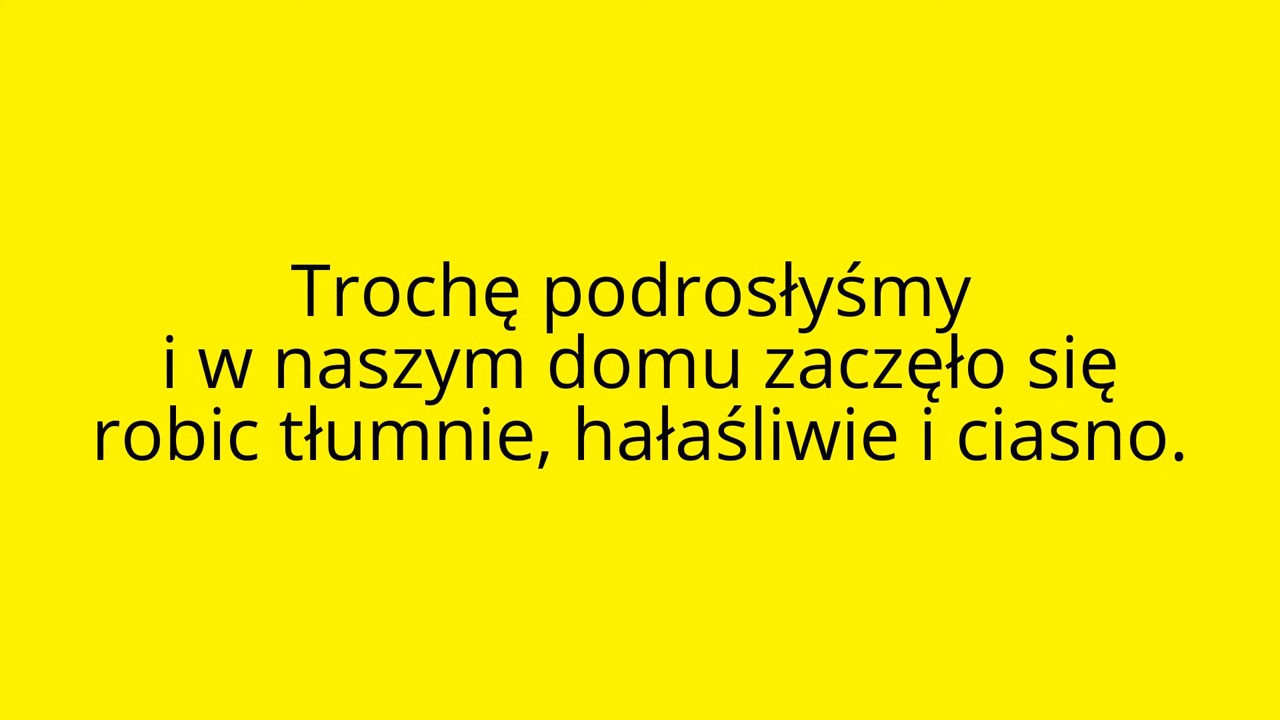 Trochę podrosłyśmy
i w naszym domu zaczęło się
robic tłumnie, hałaśliwie i ciasno.